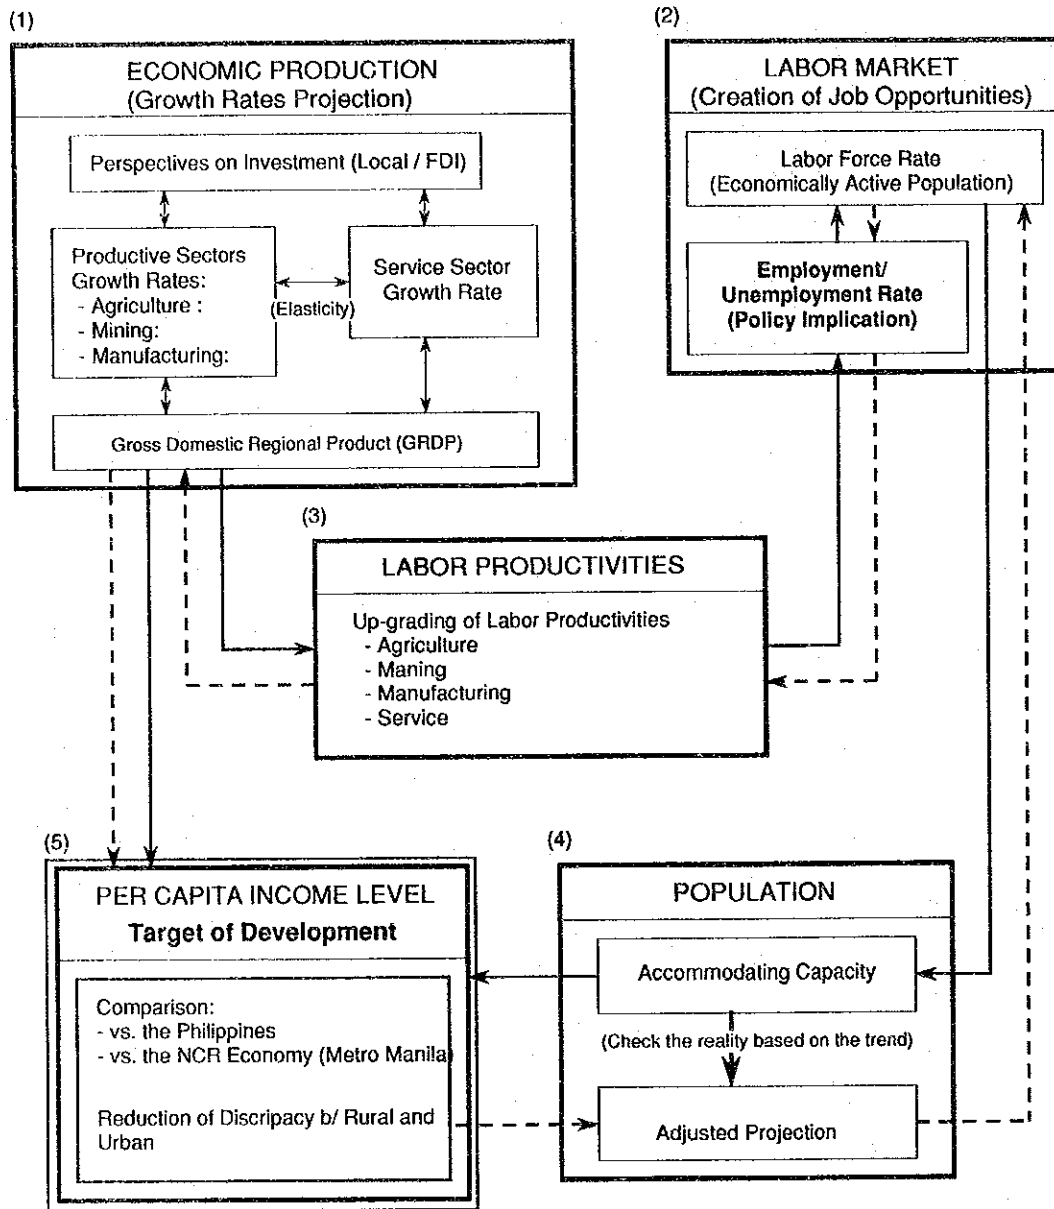 (1)
ECONOMIC PRODUCTION
(Growth Rates Projection)
Perspectives on Investment (Local / FDI)
Productive Sectors
Growth Rates:
- Agriculture :
- Mining:
- Manufacturing:
(Elasticity)
Service Sector
Growth Rate
Gross Domestic Regional Product (GRDP)
(2)
LABOR MARKET
(Creation of Job Opportunities)
Labor Force Rate
(Economically Active Population)
Employment/
Unemployment Rate
(Policy Implication)
(3)
LABOR PRODUCTIVITIES
Up-grading of Labor Productivities
- Agriculture
- Maning
- Manufacturing
- Service
(5)
PER CAPITA INCOME LEVEL
Target of Development
Comparison:
- vs. the Philippines
- vs. the NCR Economy (Metro Manila)
Reduction of Discripacy b/ Rural and
Urban
(4)
POPULATION
Accommodating Capacity
(Check the reality based on the trend)
Adjusted Projection